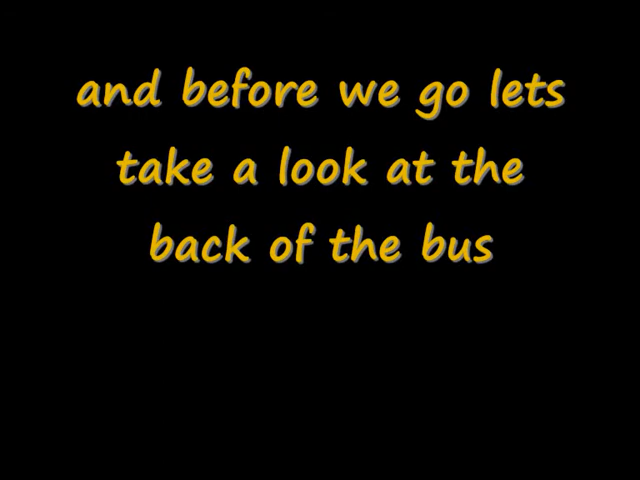 and before we go lets
take a look at the
back of the bus